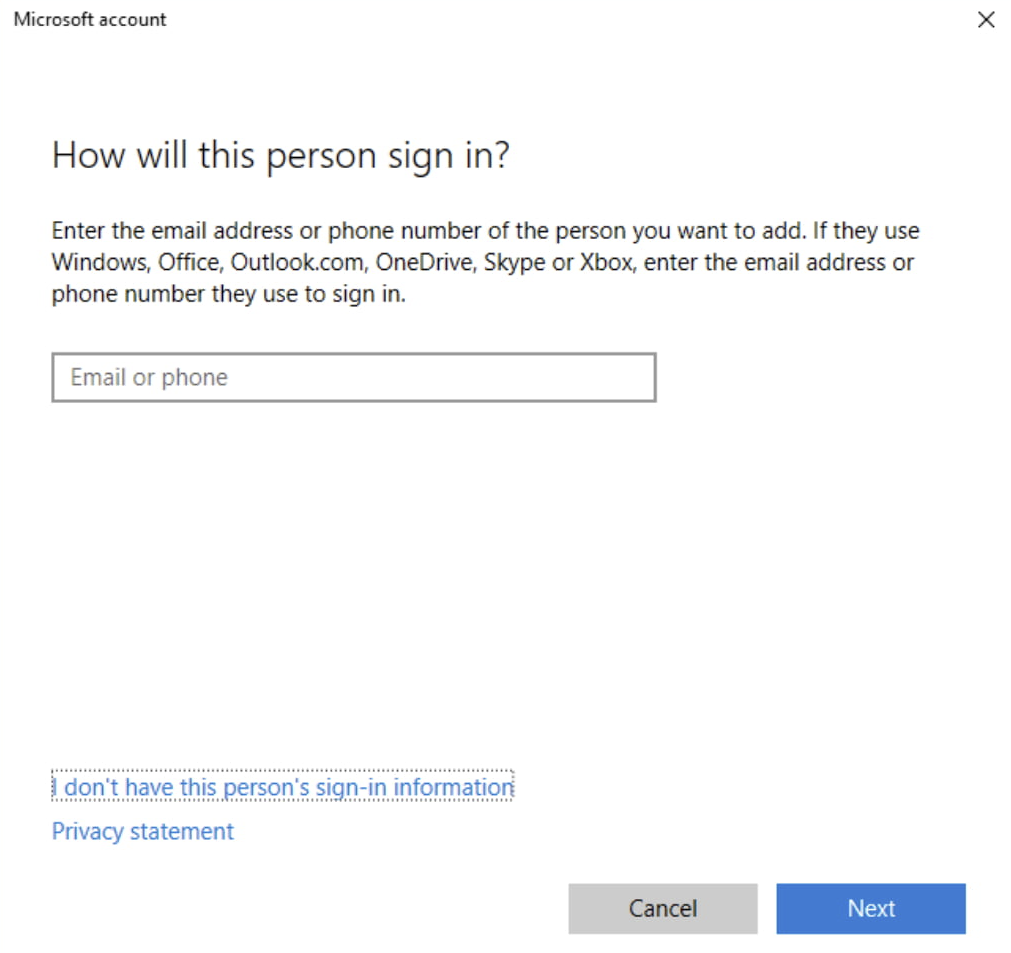 Microsoft account
How will this person sign in?
Enter the email address or phone number of the person you want to add. If they use
Windows, Office, Outlook.com, OneDrive, Skype or Xbox, enter the email address or
phone number they use to sign in.
Email or phone
I don't have this person's sign-in information
Privacy statement
Cancel
Next